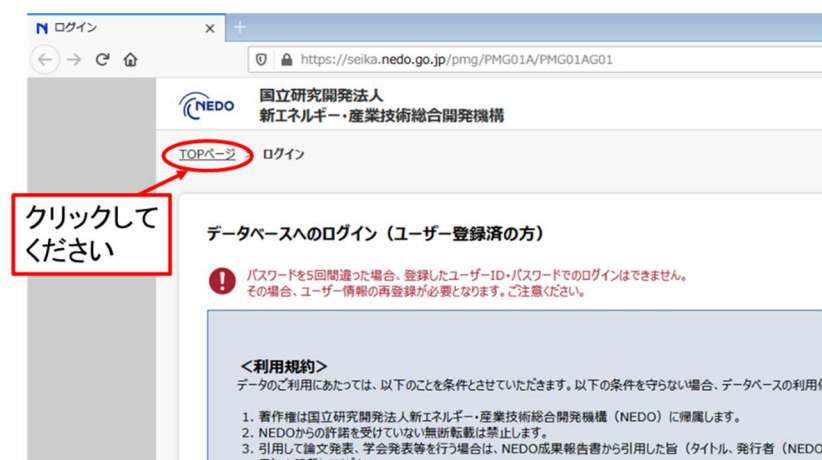 ログイン
https://seika.nedo.go.jp/pmg/PMG01A/PMG01AG01
NEDO
国立研究開発法人
新エネルギー・産業技術総合開発機構
TOPページ > ログイン
クリックして
ください
データベースへのログイン（ユーザー登録済の方）
パスワードを5回間違った場合、登録したユーザーID・パスワードでのログインはできません。
その場合、ユーザー情報の再登録が必要となります。ご注意ください。
＜利用規約＞
データのご利用にあたっては、以下のことを条件とさせていただきます。以下の条件を守らない場合、データベースの利用
1. 著作権は国立研究開発法人新エネルギー・産業技術総合開発機構（NEDO）に帰属します。
2. NEDOからの許諾を受けていない無断転載は禁止します。
3. 引用して論文発表、学会発表等を行う場合は、NEDO成果報告書から引用した旨（タイトル、発行者（NEDO